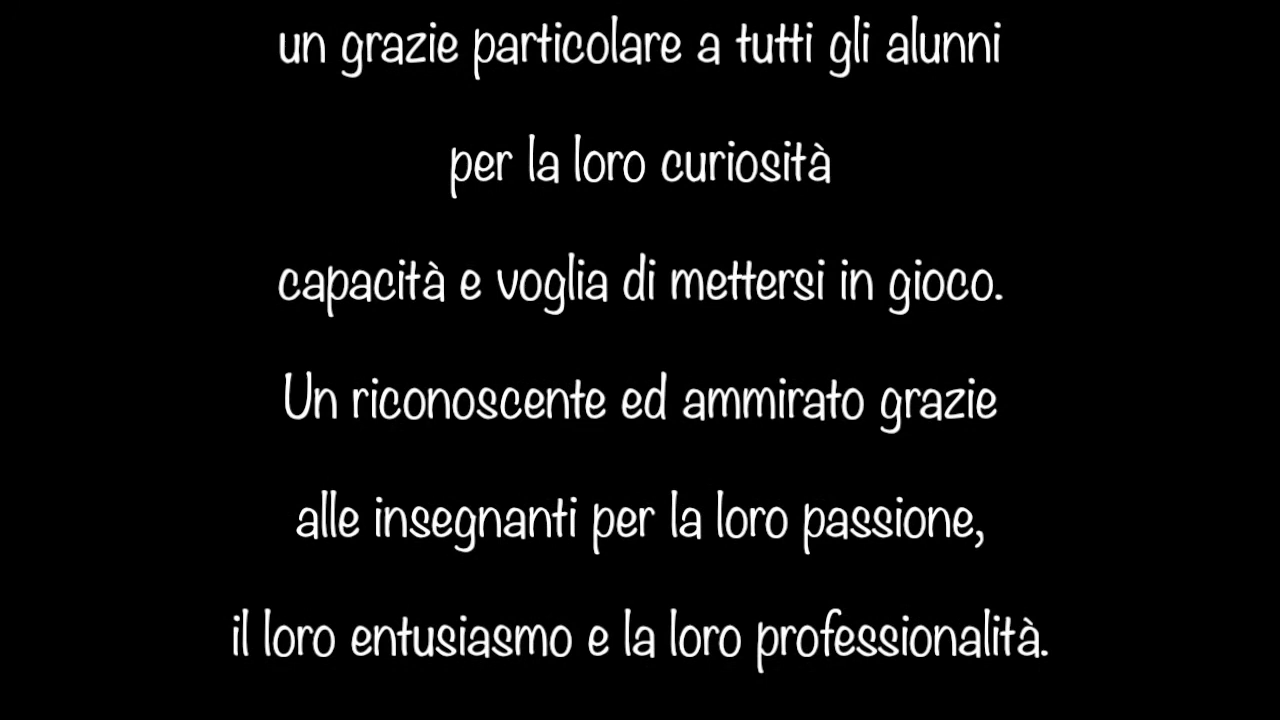 un grazie particolare a tutti gli alunni
per la loro curiosità
capacità e voglia di mettersi in gioco.
Un riconoscente ed ammirato grazie
alle insegnanti per la loro passione,
il loro entusiasmo e la loro professionalità.